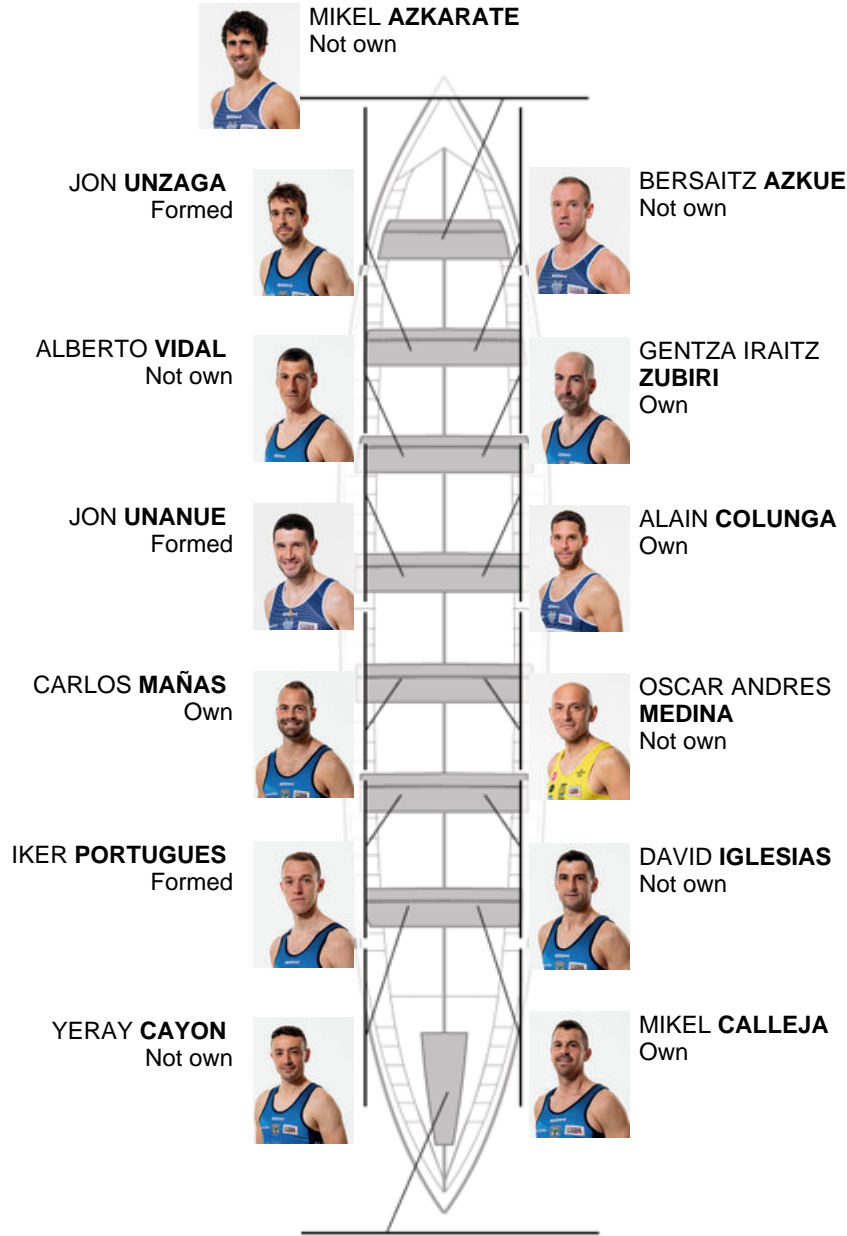 MIKEL AZKARATE
Not own
JON UNZAGA
Formed
BERSAITZ AZKUE
Not own
ALBERTO VIDAL
Not own
GENTZA IRAITZ
ZUBIRI
Own
JON UNANUE
Formed
ALAIN COLUNGA
Own
CARLOS MAÑAS
Own
OSCAR ANDRES
MEDINA
Not own
IKER PORTUGUES
Formed
DAVID IGLESIAS
Not own
YERAY CAYON
Not own
MIKEL CALLEJA
Own